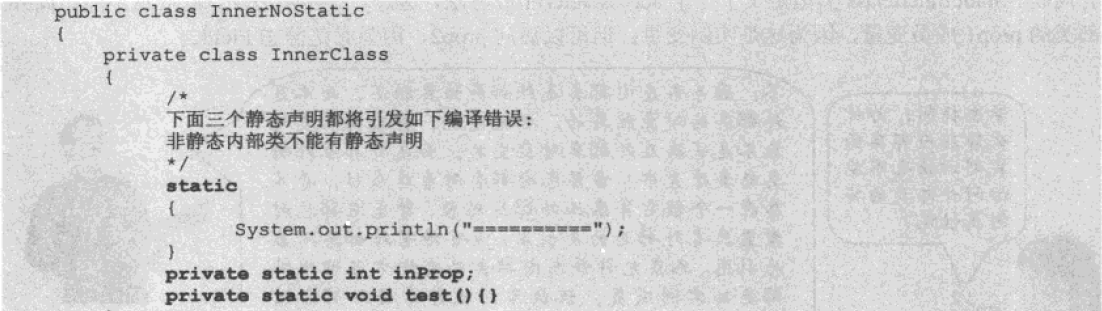 public class InnerNoStatic
{
    private class InnerClass
    {
        /*
        下面三个静态声明都将引发如下编译错误:
        非静态内部类不能有静态声明
        */
        static
        {
            System.out.println("==========");
        }
        private static int inProp;
        private static void test(){}